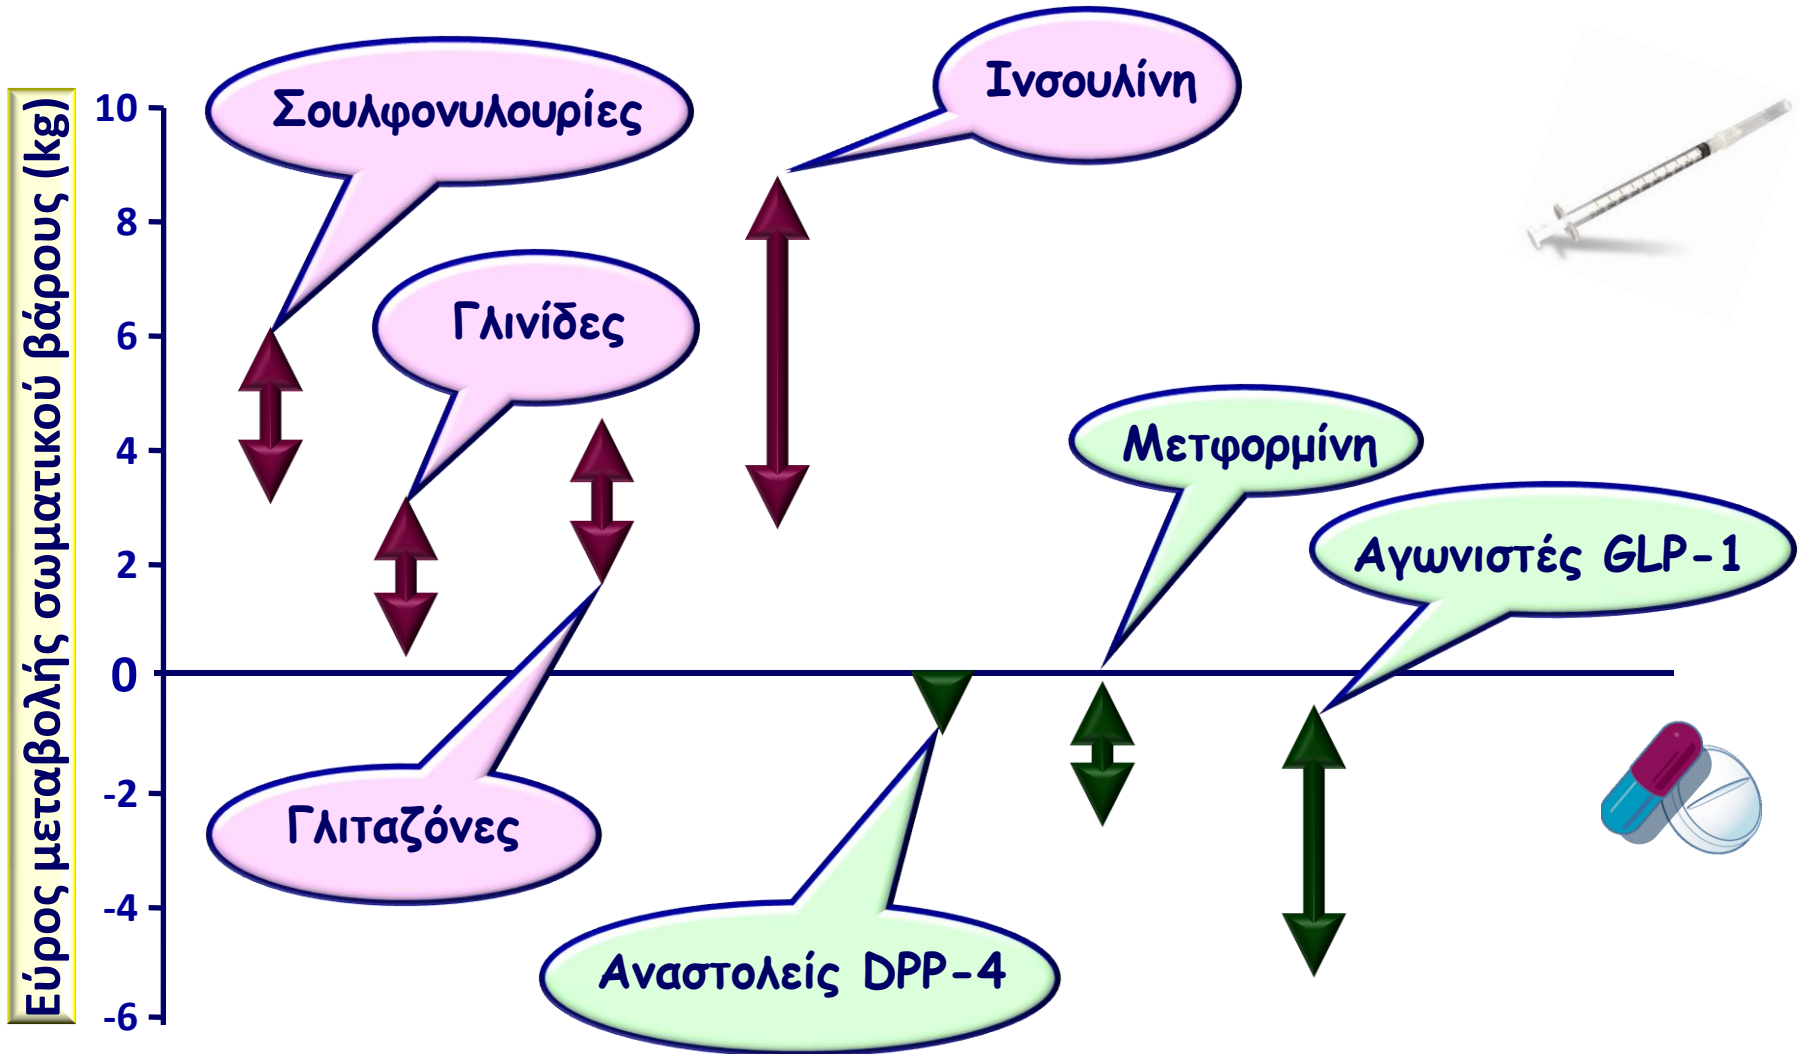 Εύρος μεταβολής σωματικού βάρους (kg)
10
8
6
4
2
0
-2
-4
-6
Σουλφονυλουρίες
Ινσουλίνη
Γλινίδες
Μετφορμίνη
Αγωνιστές GLP-1
Γλιταζόνες
Αναστολείς DPP-4